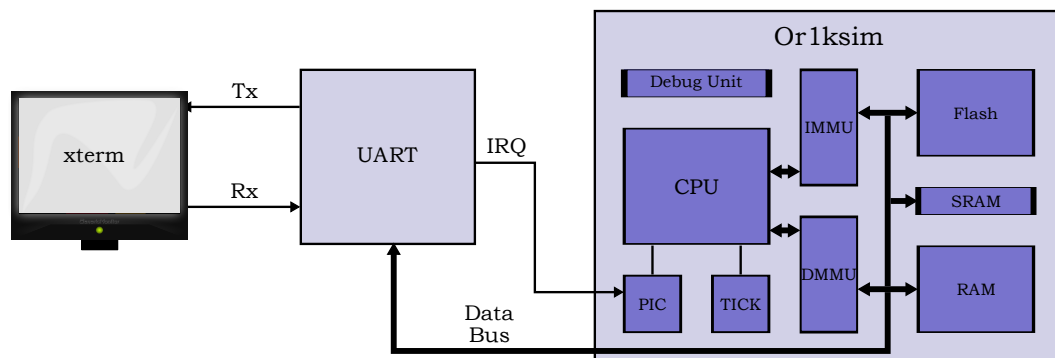 Or1ksim
Debug Unit
Tx
IMMU
Flash
xterm
UART
IRQ
CPU
Rx
SRAM
DMMU
PIC
TICK
RAM
Data
Bus